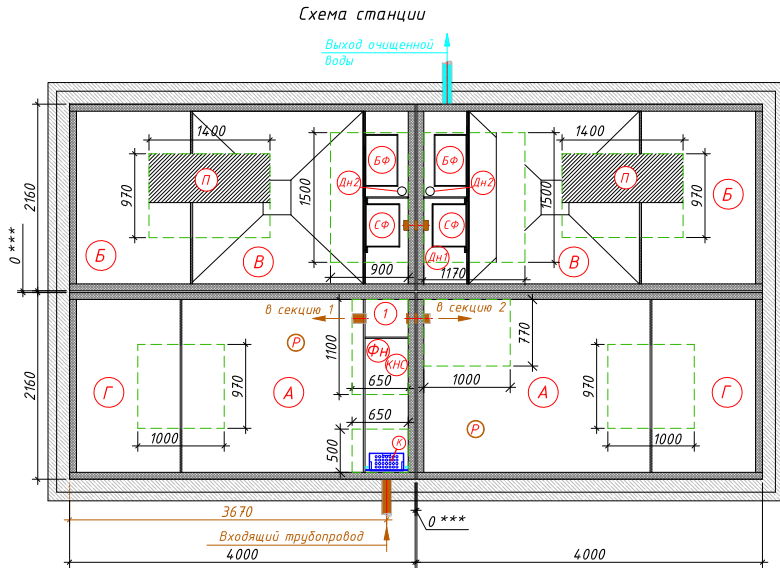 Схема станции
Выход очищенной
воды
1400
1400
БФ
БФ
П
П
Дн2
Дн2
970
1500
1500
970
2160
Б
СФ
СФ
Б
В
Дн1
В
0***
900
1170
в секцию 1
1
в секцию 2
Р
1100
Фн
КНС
770
970
650
1000
970
2160
Г
А
А
Г
650
1000
Р
1000
500
К
3670
0***
Входящий трубопровод
4000
4000